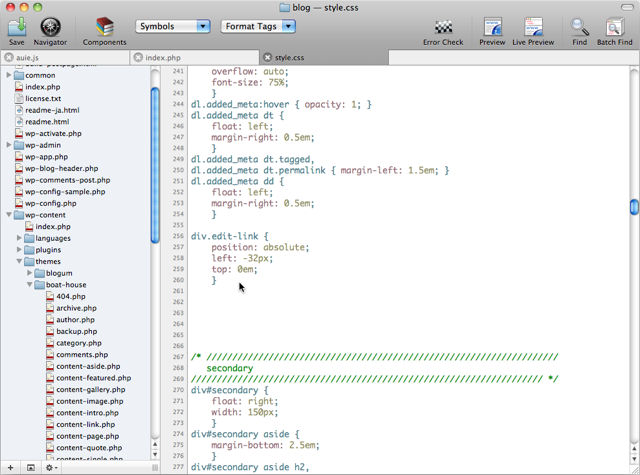 blog — style.css
Symbols
Format Tags
Save
Navigator
Components
Error Check
Preview
Live Preview
Find
Batch Find
auie.js
index.php
style.css
common
index.php
license.txt
readme-ja.html
readme.html
wp-activate.php
wp-admin
wp-app.php
wp-blog-header.php
wp-comments-post.php
wp-config-sample.php
wp-config.php
wp-content
index.php
languages
plugins
themes
blogum
boat-house
404.php
archive.php
author.php
backup.php
category.php
comments.php
content-aside.php
content-featured.php
content-gallery.php
content-image.php
content-intro.php
content-link.php
content-page.php
content-quote.php
content-single.php
241 overflow: auto;
242 font-size: 75%;
243 }
244 dl.added_meta:hover { opacity: 1; }
245 dl.added_meta dt {
246 float: left;
247 margin-right: 0.5em;
248 }
249 dl.added_meta dt.tagged,
250 dl.added_meta dt.permalink { margin-left: 1.5em; }
251 dl.added_meta dd {
252 float: left;
253 margin-right: 0.5em;
254 }
255
256 div.edit-link {
257 position: absolute;
258 left: -32px;
259 top: 0em;
260 }
261
262
263
264
265
266
267 /* ////////////////////////////////////////////////////////////////////
268 secondary
269 //////////////////////////////////////////////////////////////////// */
270 div#secondary {
271 float: right;
272 width: 150px;
273 }
274 div#secondary aside {
275 margin-bottom: 2.5em;
276 }
277 div#secondary aside h2,